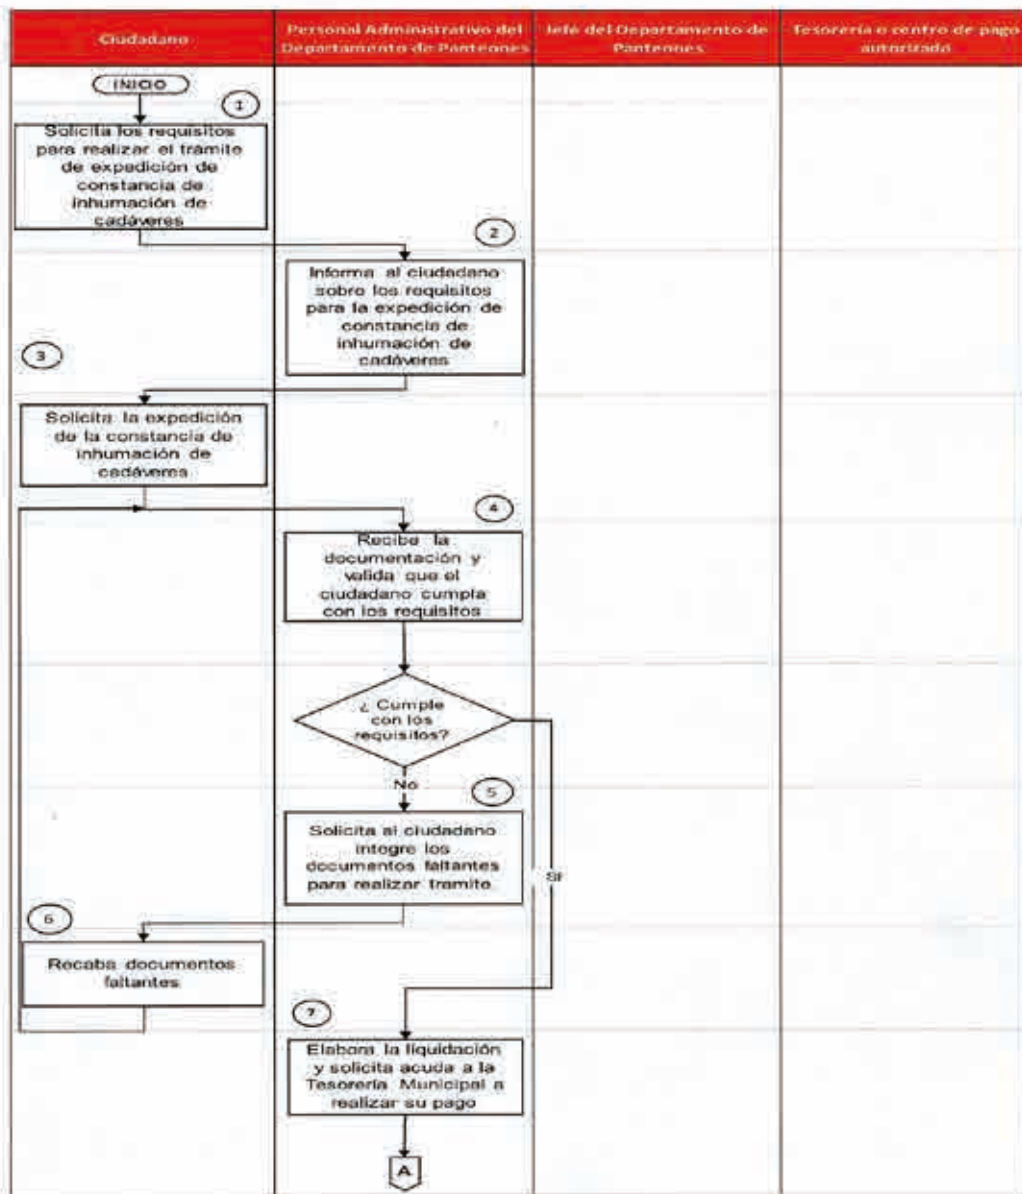 Ciudadano
Personal Administrativo del
Departamento de Panteones
Jefe del Departamento de
Panteones
Tesorería o centro de pago
autorizado
INICIO
1
Solicita los requisitos
para realizar el trámite
de expedición de
constancia de
inhumación de
cadáveres
2
Informa al ciudadano
sobre los requisitos
para la expedición de
constancia de
inhumación de
cadáveres
3
Solicita la expedición
de la constancia de
inhumación de
cadáveres
4
Recibe la
documentación y
valida que el
ciudadano cumpla
con los requisitos
¿ Cumple
con los
requisitos?
No
5
Solicita al ciudadano
integre los
documentos faltantes
para realizar tramite.
Si
6
Recaba documentos
faltantes
7
Elabora la liquidación
y solicita acuda a la
Tesorería Municipal a
realizar su pago
A